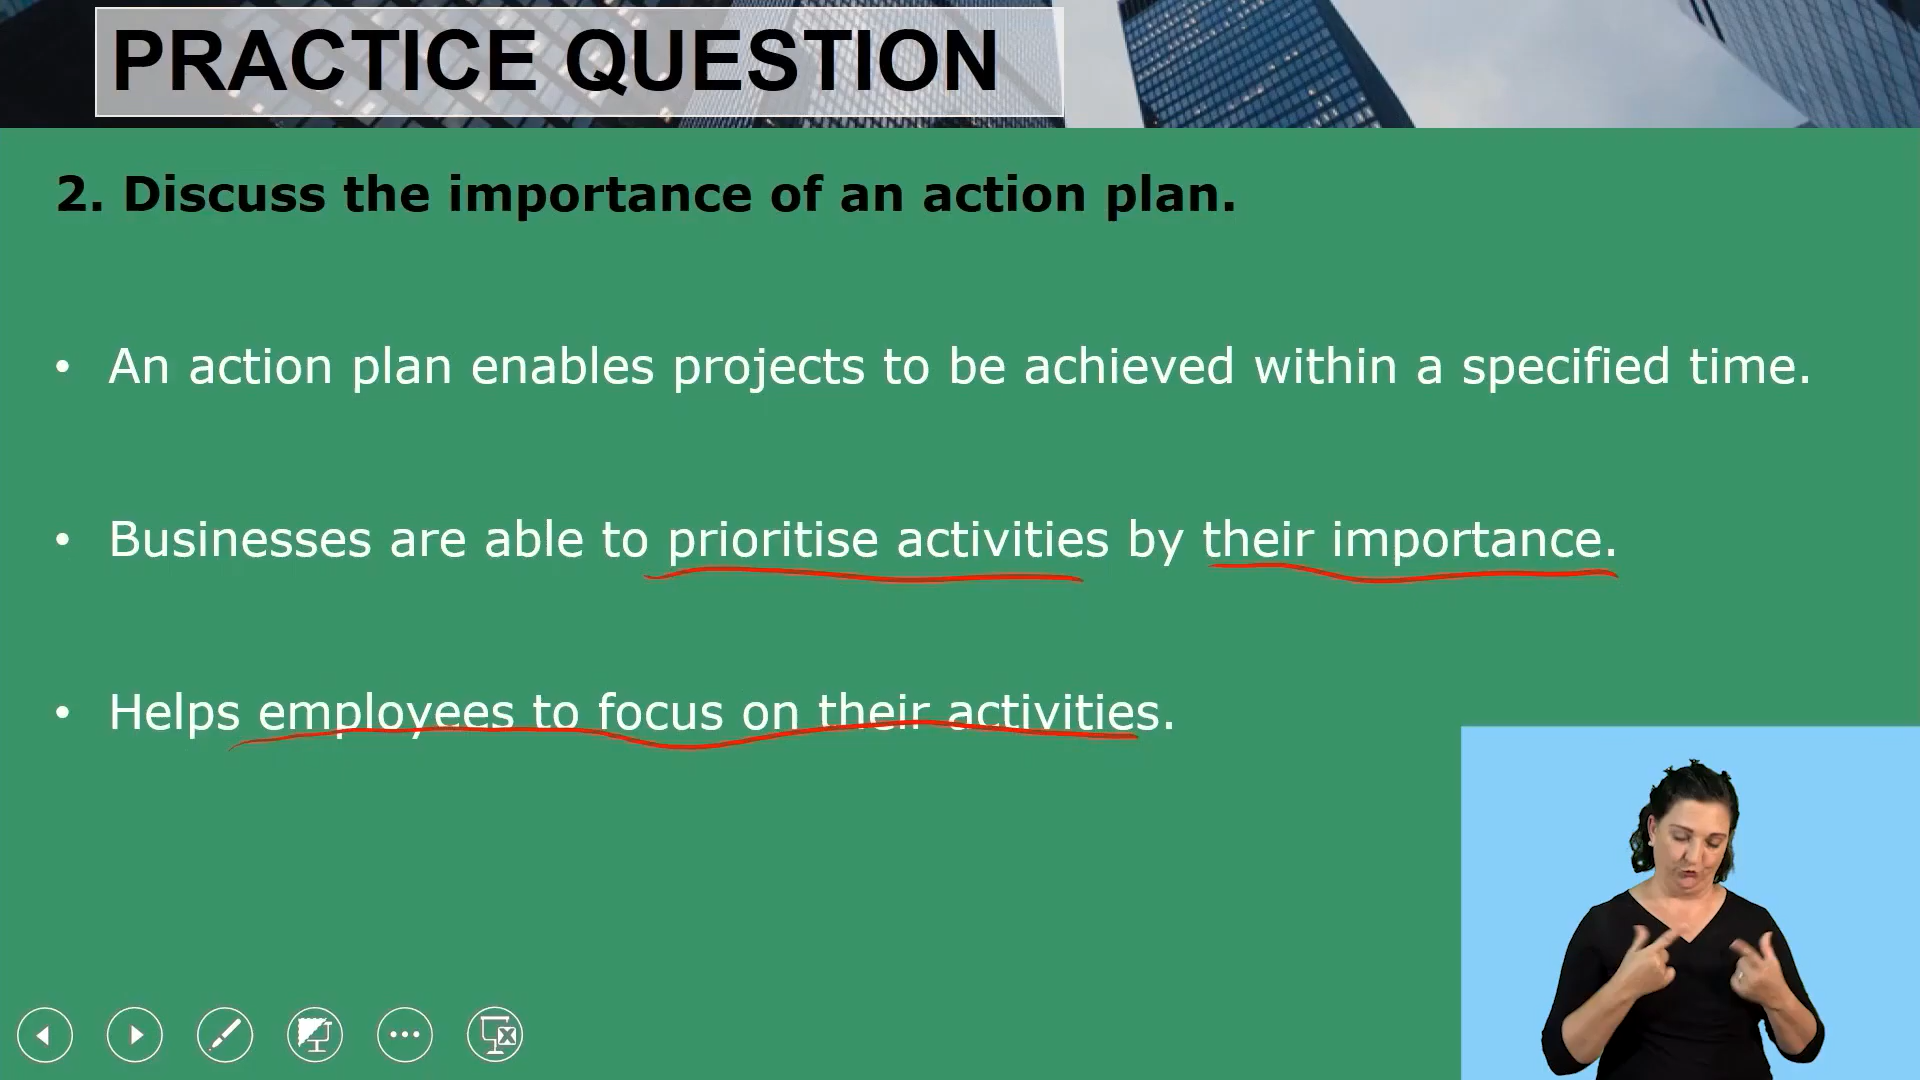 PRACTICE QUESTION
2. Discuss the importance of an action plan.
• An action plan enables projects to be achieved within a specified time.
• Businesses are able to prioritise activities by their importance.
• Helps employees to focus on their activities.